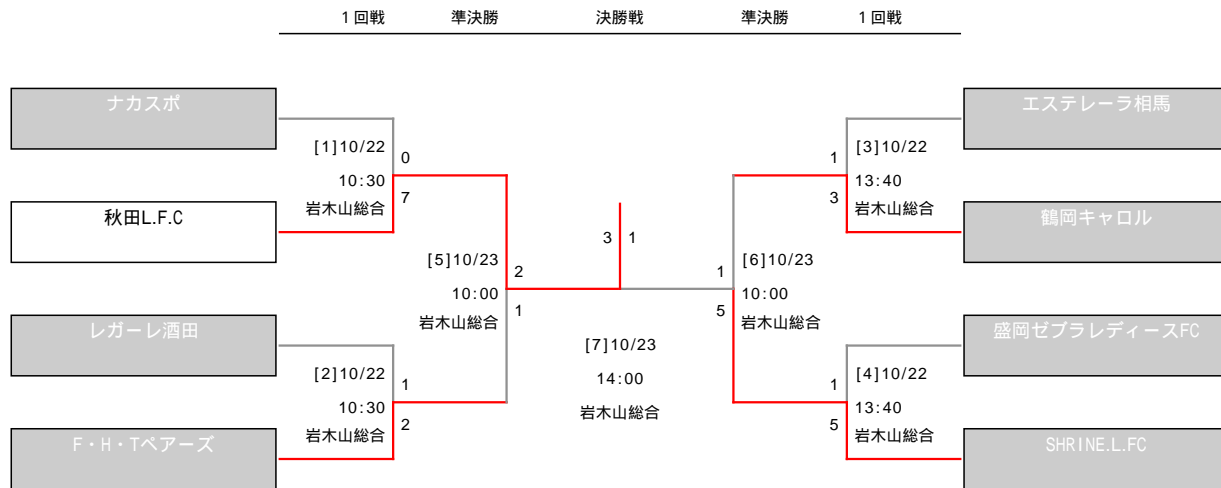 1回戦 準決勝 決勝戦 準決勝 1回戦
ナカスポ
エステレーラ相馬
[1]10/22
0
10:30
7
岩木山総合
1
[3]10/22
13:40
3
岩木山総合
秋田L.F.C
鶴岡キャロル
3 1
[5]10/23
2
10:00
1
岩木山総合
1
[6]10/23
10:00
5
岩木山総合
レガーレ酒田
盛岡ゼブラレディースFC
[7]10/23
14:00
岩木山総合
[2]10/22
1
10:30
2
岩木山総合
1
[4]10/22
13:40
5
岩木山総合
F・H・Tペアーズ
SHRINE.L.FC